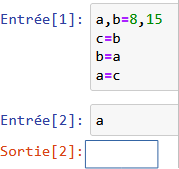 Entrée[1]: a,b=8,15
c=b
b=a
a=c
Entrée[2]: a
Sortie[2]: